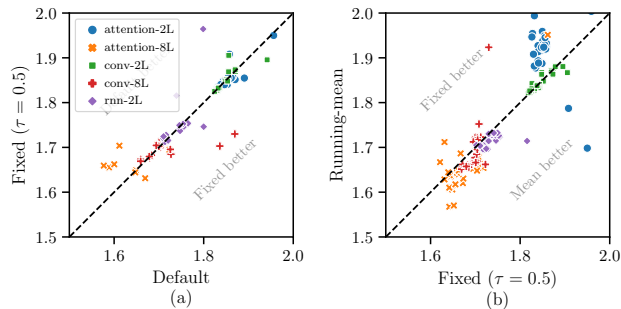 2.0
1.9
1.8
1.7
1.6
1.5
Fixed (τ = 0.5)
attention-2L
attention-8L
conv-2L
conv-8L
rnn-2L
Fixed better
1.6
1.8
2.0
Default
(a)
2.0
1.9
1.8
1.7
1.6
1.5
Running-mean
Fixed better
Mean better
1.6
1.8
2.0
Fixed (τ = 0.5)
(b)